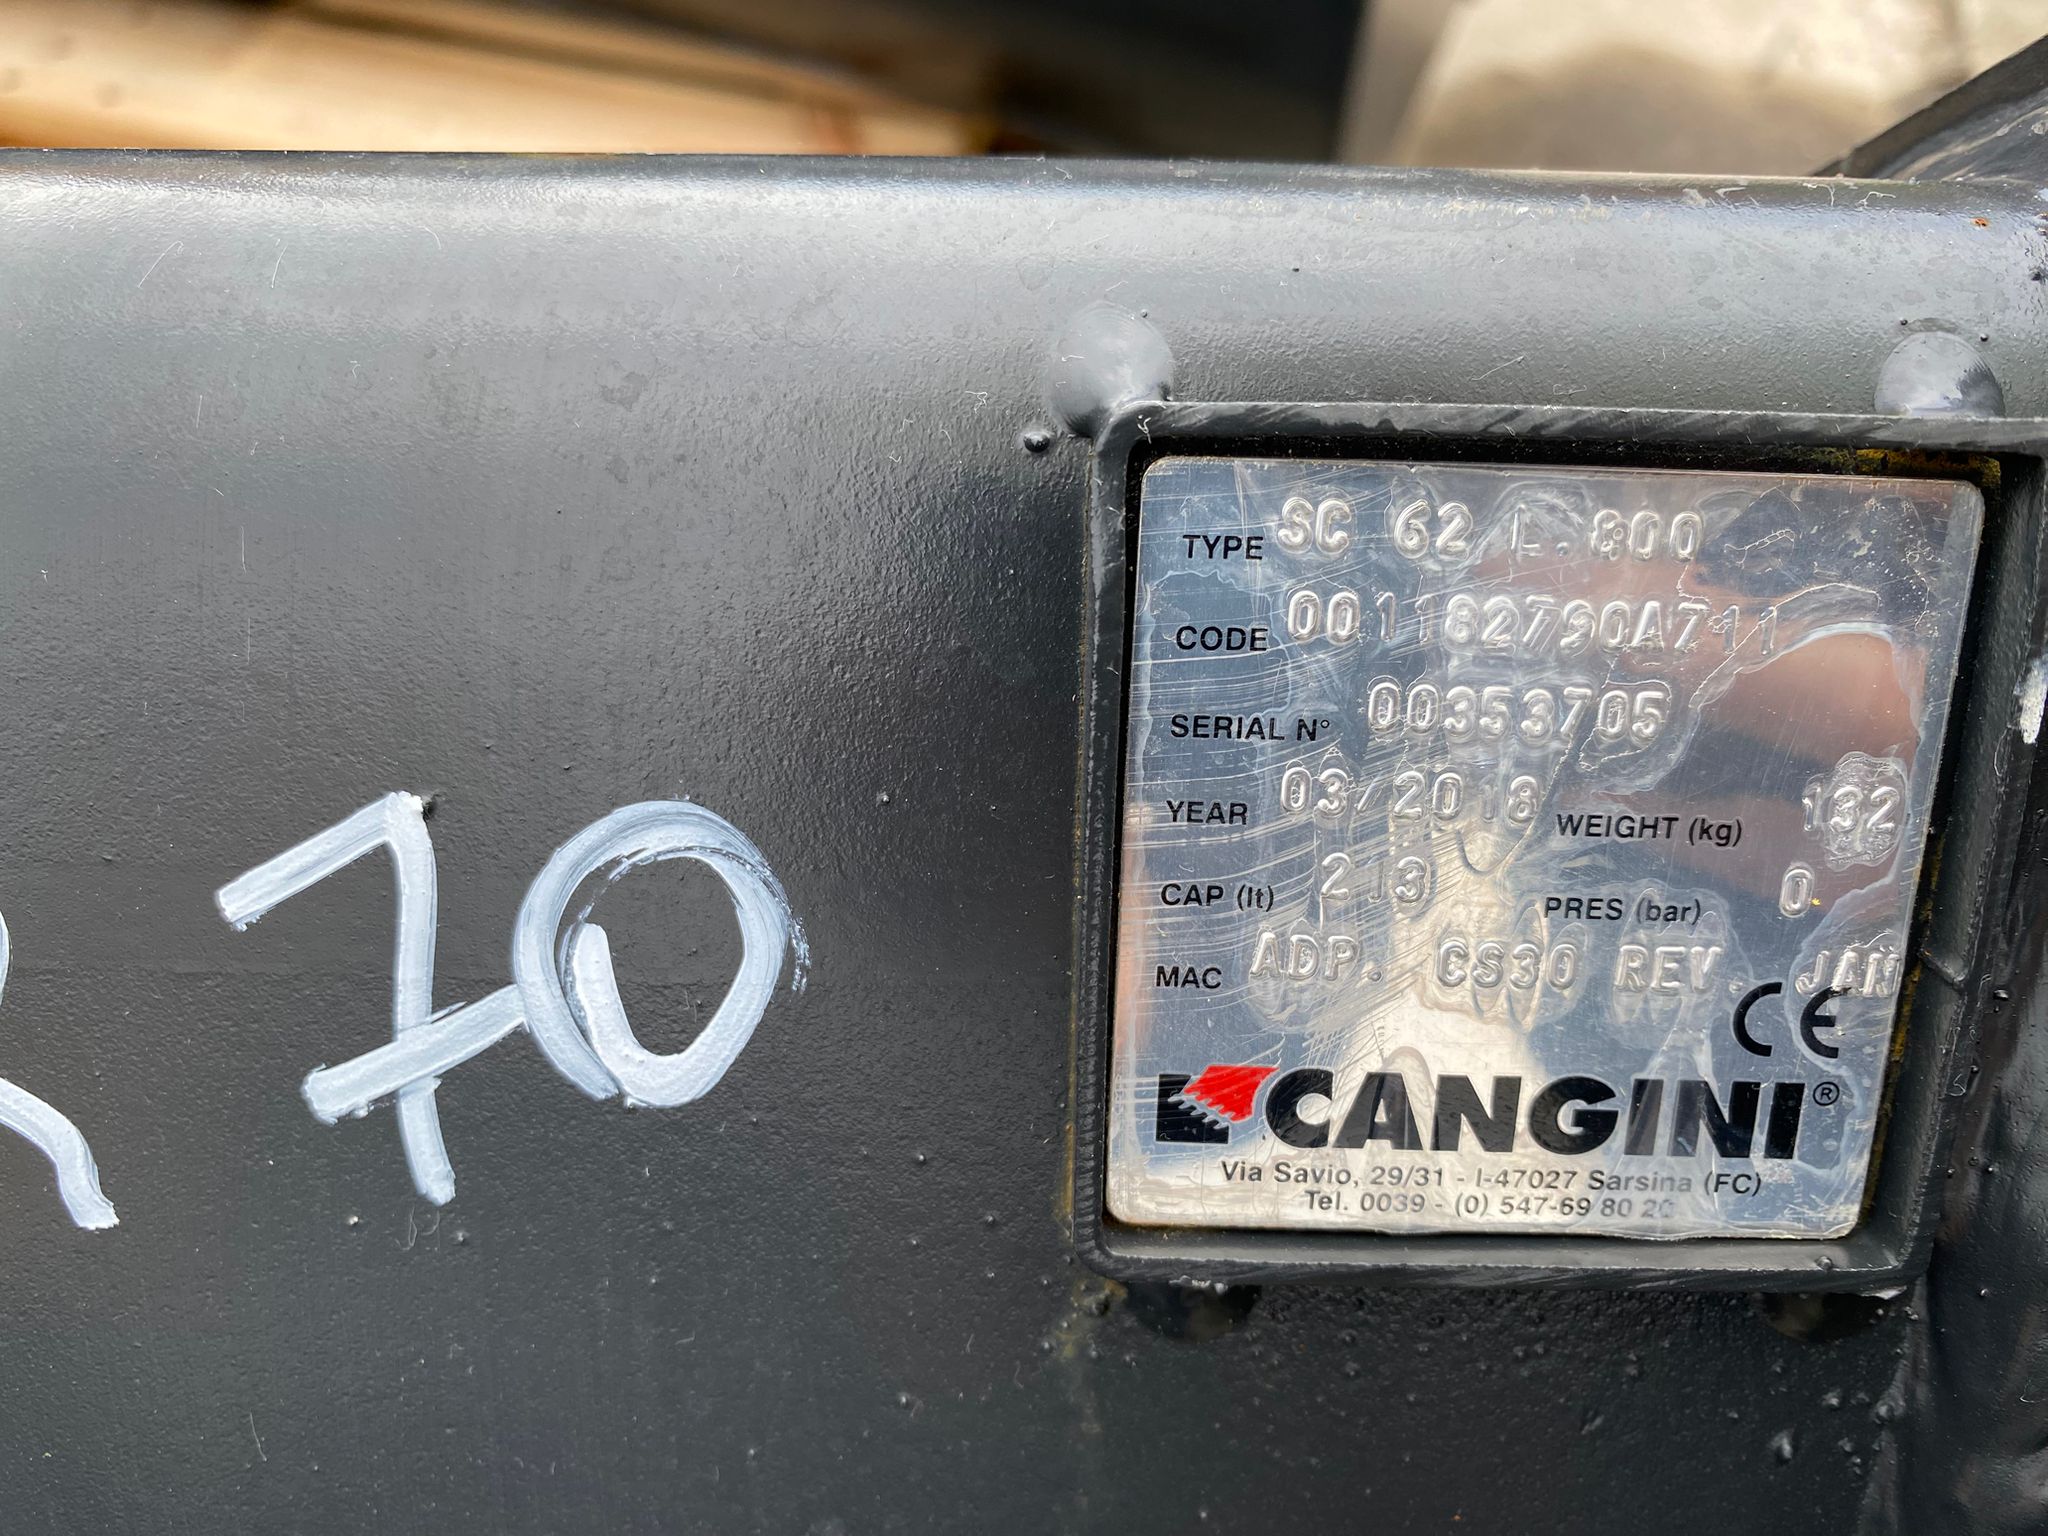 TYPE SC 62 L.800
CODE 001182790A711
SERIAL N° 00353705
YEAR 03/2018 WEIGHT (kg) 132
CAP (lt) 213 PRES (bar) 0
MAC ADP. CS30 REV. JAN
CE
CANGINI®
Via Savio, 29/31 - I-47027 Sarsina (FC)
Tel. 0039 - (0) 547-69 80 20
70